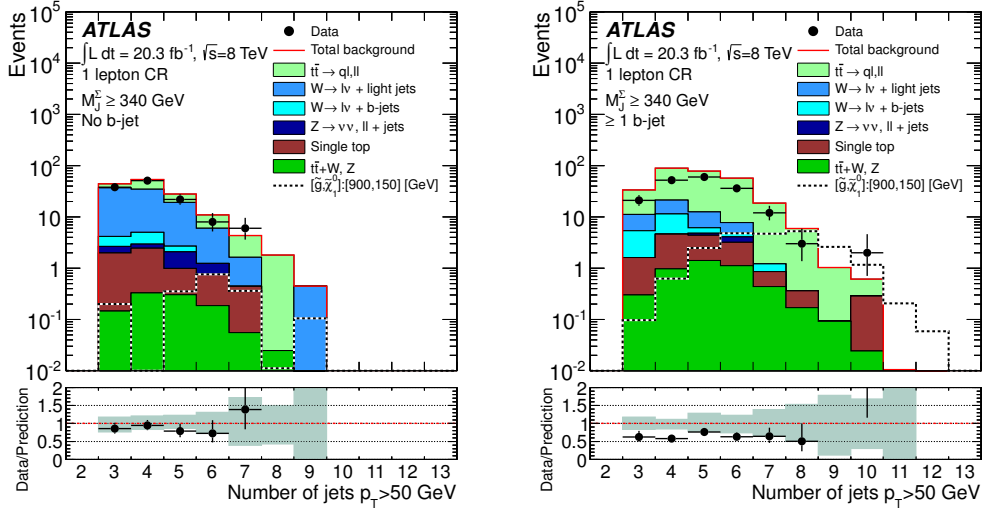 ATLAS
∫L dt = 20.3 fb⁻¹, √s=8 TeV
1 lepton CR
M_J^Σ ≥ 340 GeV
No b-jet
Data
Total background
tt̄→ ql,ll
W→ lν + light jets
W→ lν + b-jets
Z→ νν, ll + jets
Single top
tt̄+W, Z
[g̃,χ̃₁⁰]:[900,150] [GeV]
Events
10⁵
10⁴
10³
10²
10
1
10⁻¹
10⁻²
Data/Prediction
2
1.5
1
0.5
0
2 3 4 5 6 7 8 9 10 11 12 13
Number of jets p_T>50 GeV
ATLAS
∫L dt = 20.3 fb⁻¹, √s=8 TeV
1 lepton CR
M_J^Σ ≥ 340 GeV
≥ 1 b-jet
Data
Total background
tt̄→ ql,ll
W→ lν + light jets
W→ lν + b-jets
Z→ νν, ll + jets
Single top
tt̄+W, Z
[g̃,χ̃₁⁰]:[900,150] [GeV]
Events
10⁵
10⁴
10³
10²
10
1
10⁻¹
10⁻²
Data/Prediction
2
1.5
1
0.5
0
2 3 4 5 6 7 8 9 10 11 12 13
Number of jets p_T>50 GeV